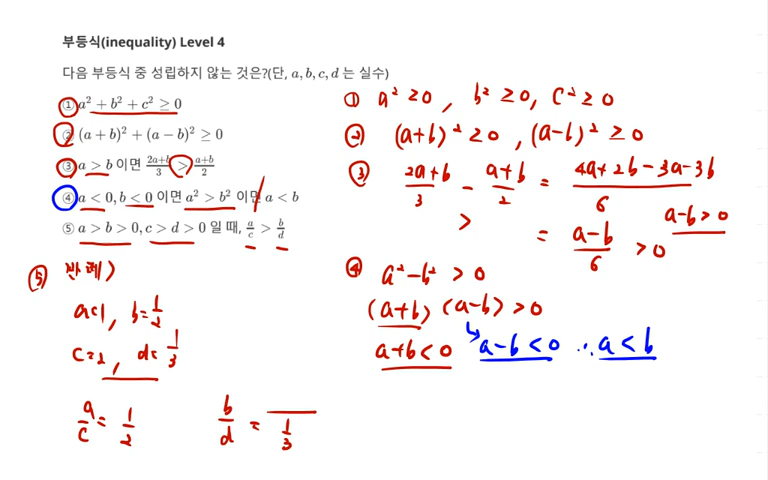 부등식(inequality) Level 4
다음 부등식 중 성립하지 않는 것은?(단, a, b, c, d 는 실수)
① a² + b² + c² ≥ 0
② (a + b)² + (a − b)² ≥ 0
③ a > b 이면 (2a+b)/3 > (a+b)/2
④ a < 0, b < 0 이면 a² > b² 이면 a < b
⑤ a > b > 0, c > d > 0 일 때, a/c > b/d
① a² ≥ 0 , b² ≥ 0, c² ≥ 0
② (a+b)² ≥ 0 , (a−b)² ≥ 0
③ (2a+b)/3 − (a+b)/2 = (4a+2b−3a−3b)/6
>
= (a−b)/6 > 0
a−b > 0
④ a²−b² > 0
(a+b) (a−b) > 0
a+b < 0 a−b < 0 ∴ a < b
⑤ 반례)
a=1, b=1/2
c=2, d=1/3
a/c = 1/2
b/d = /(1/3)